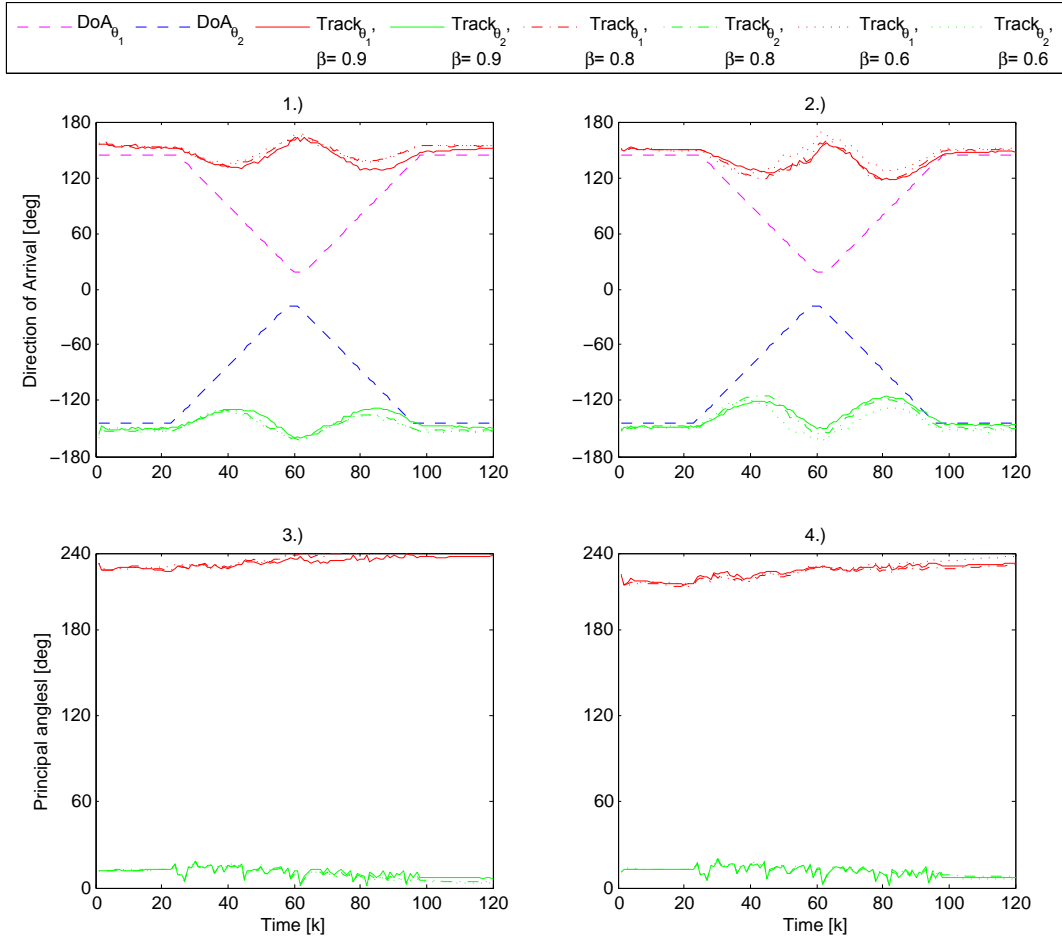 DoAθ1 DoAθ2 Trackθ1, Trackθ2, Trackθ1, Trackθ2, Trackθ1, Trackθ2,
β= 0.9 β= 0.9 β= 0.8 β= 0.8 β= 0.6 β= 0.6
1.)
180
120
60
0
−60
−120
−180
0 20 40 60 80 100 120
Direction of Arrival [deg]
2.)
180
120
60
0
−60
−120
−180
0 20 40 60 80 100 120
3.)
240
180
120
60
0
0 20 40 60 80 100 120
Principal anglesl [deg]
Time [k]
4.)
240
180
120
60
0
0 20 40 60 80 100 120
Time [k]